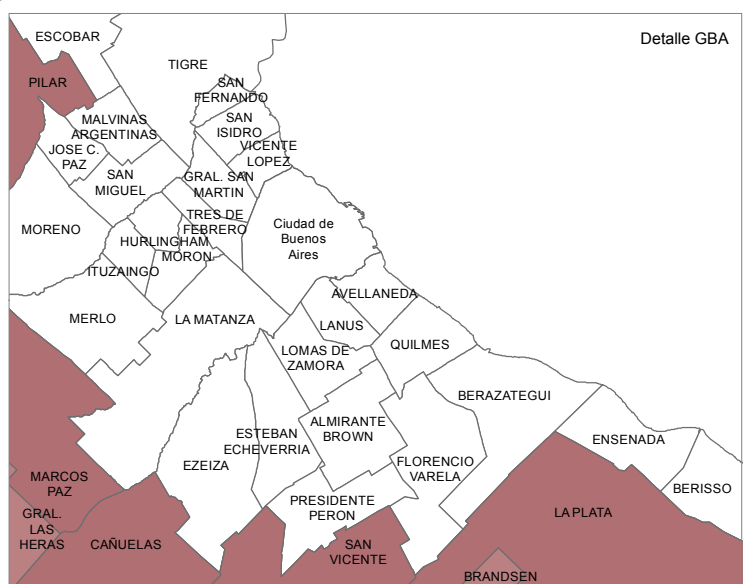 ESCOBAR
Detalle GBA
TIGRE
PILAR
SAN
FERNANDO
MALVINAS
ARGENTINAS
SAN
ISIDRO
JOSE C.
PAZ
VICENTE
LOPEZ
SAN
MIGUEL
GRAL. SAN
MARTIN
MORENO
TRES DE
FEBRERO
Ciudad de
Buenos
Aires
HURLINGHAM
MORON
ITUZAINGO
AVELLANEDA
MERLO
LA MATANZA
LANUS
QUILMES
LOMAS DE
ZAMORA
BERAZATEGUI
ALMIRANTE
BROWN
ESTEBAN
ECHEVERRIA
ENSENADA
EZEIZA
FLORENCIO
VARELA
MARCOS
PAZ
BERISSO
PRESIDENTE
PERON
GRAL.
LAS
HERAS
LA PLATA
CAÑUELAS
SAN
VICENTE
BRANDSEN